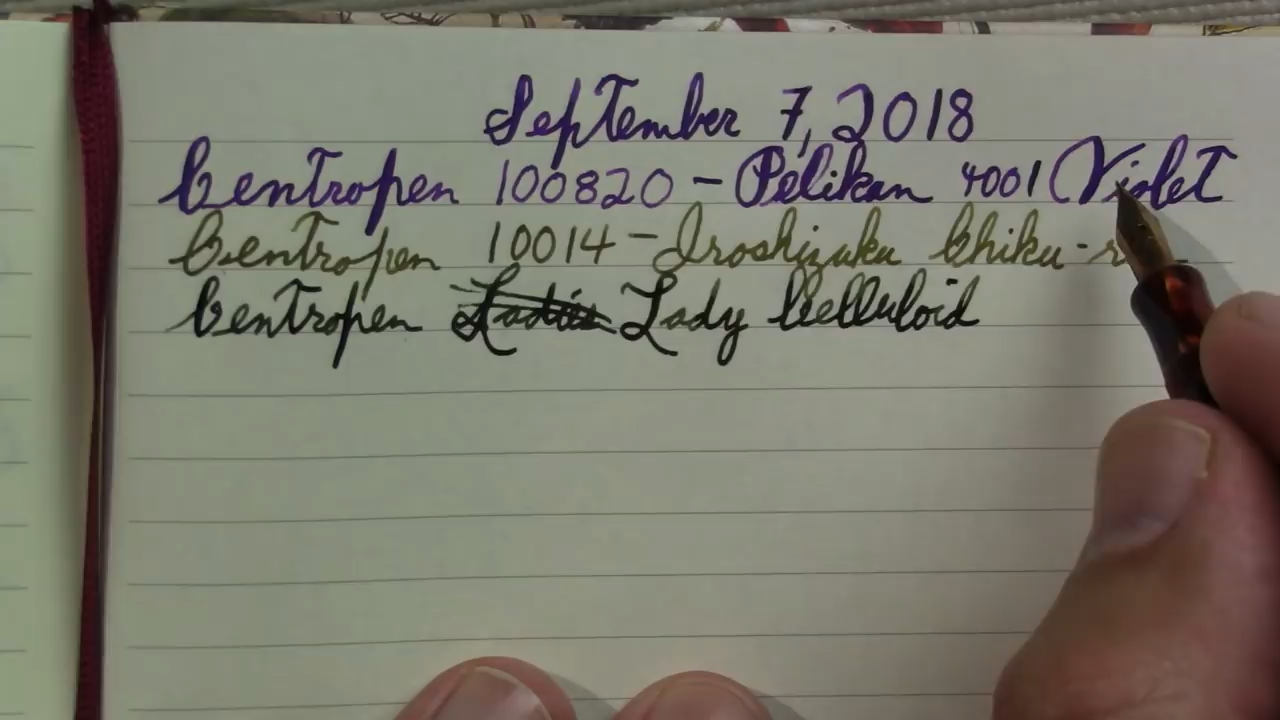 September 7, 2018
Centropen 100820 - Pelikan 4001 Violet
Centropen 10014 - Iroshizuku Chiku-
Centropen Lady Celluloid